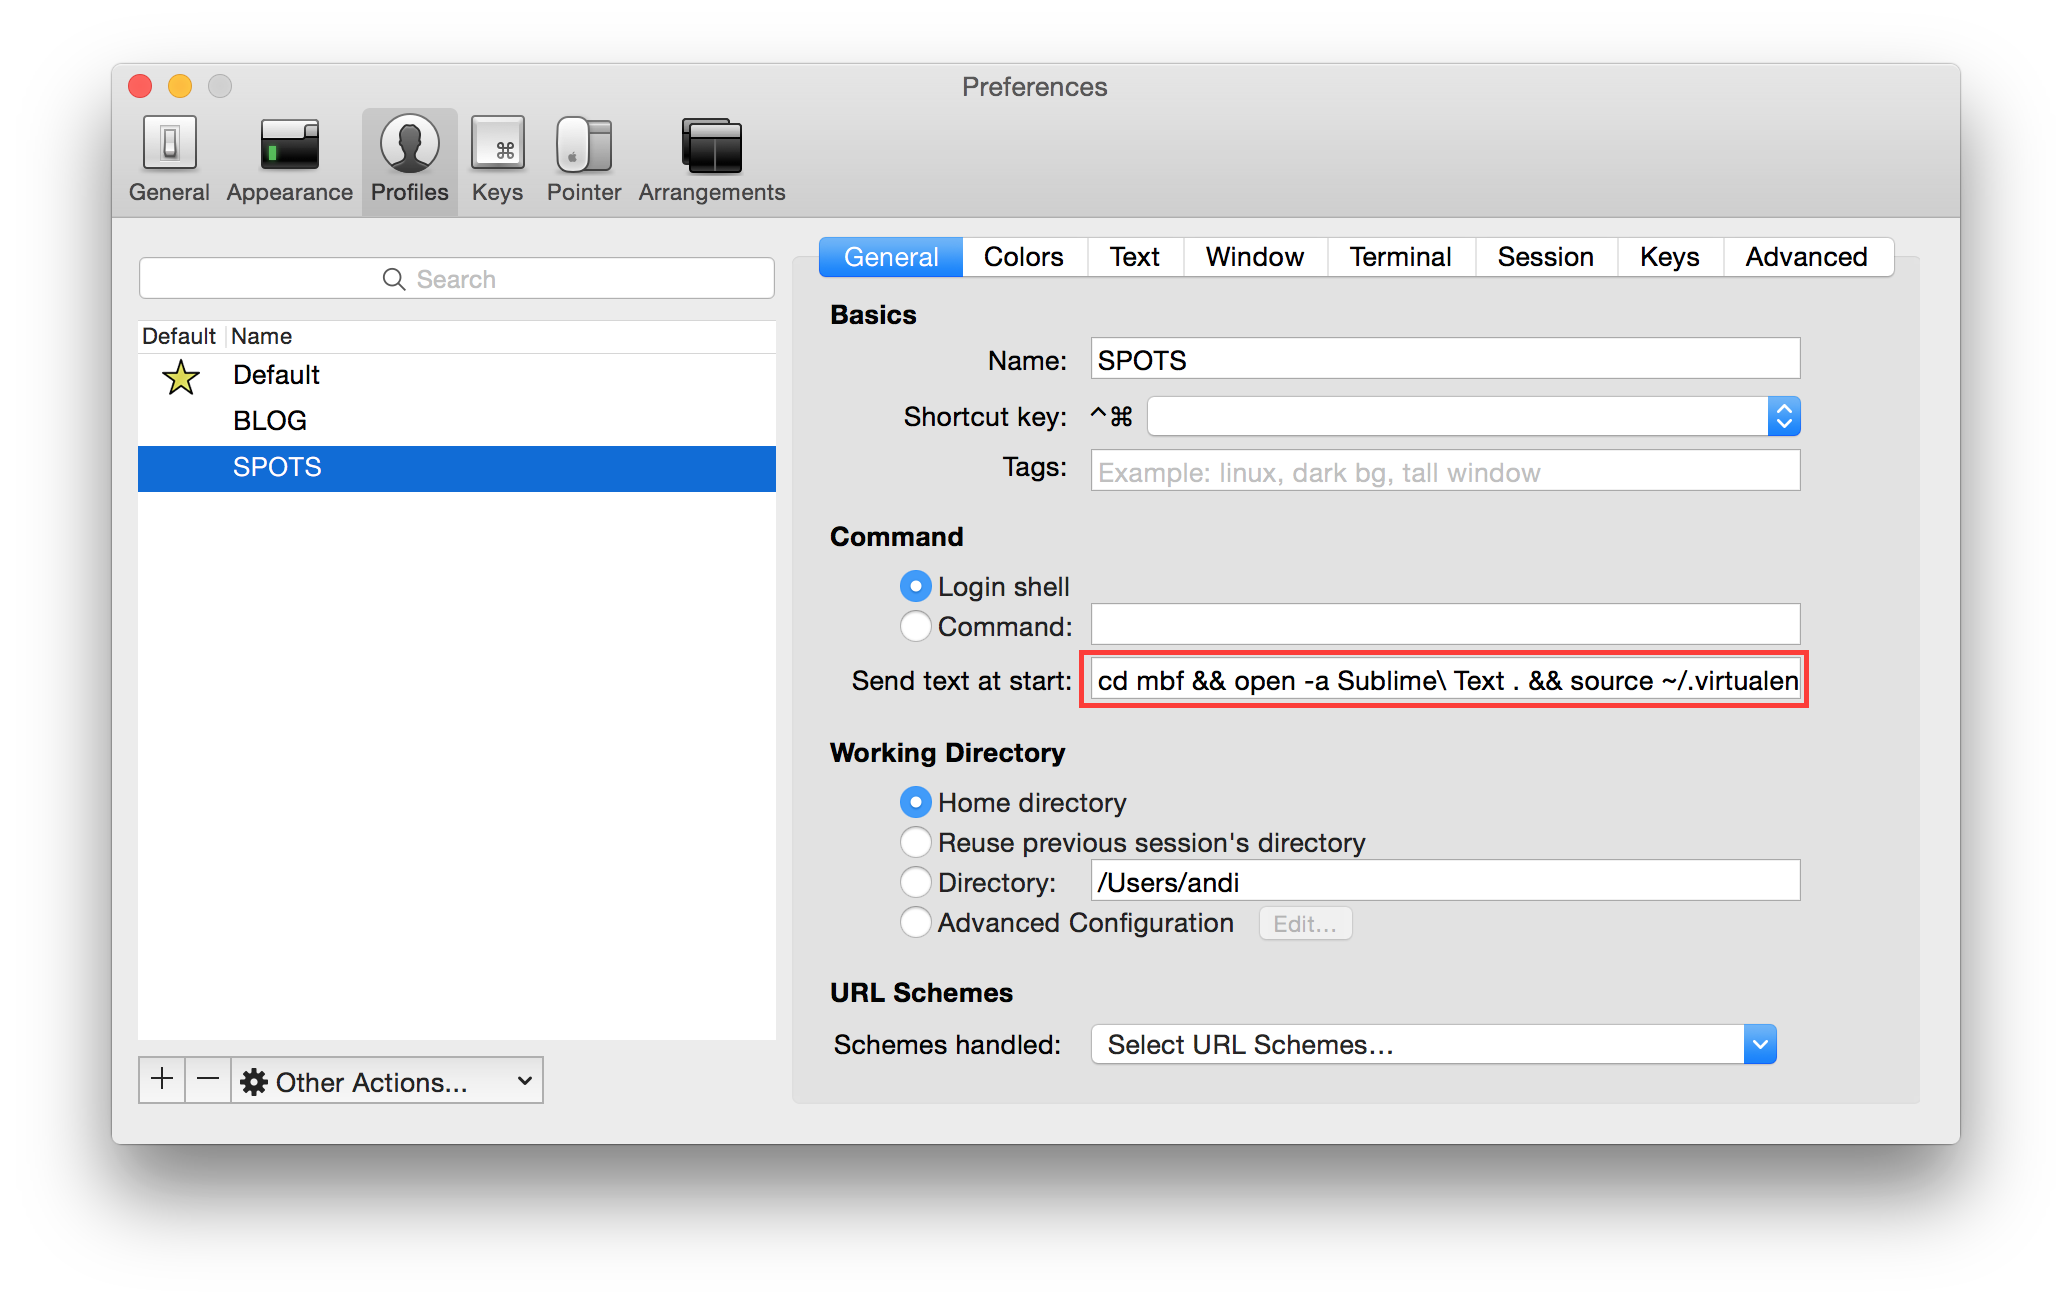 Preferences
General Appearance Profiles Keys Pointer Arrangements
Search
Default Name
Default
BLOG
SPOTS
Other Actions...
General Colors Text Window Terminal Session Keys Advanced
Basics
Name: SPOTS
Shortcut key: ^⌘
Tags: Example: linux, dark bg, tall window
Command
Login shell
Command:
Send text at start: cd mbf && open -a Sublime\ Text . && source ~/.virtualen
Working Directory
Home directory
Reuse previous session's directory
Directory: /Users/andi
Advanced Configuration Edit...
URL Schemes
Schemes handled: Select URL Schemes...